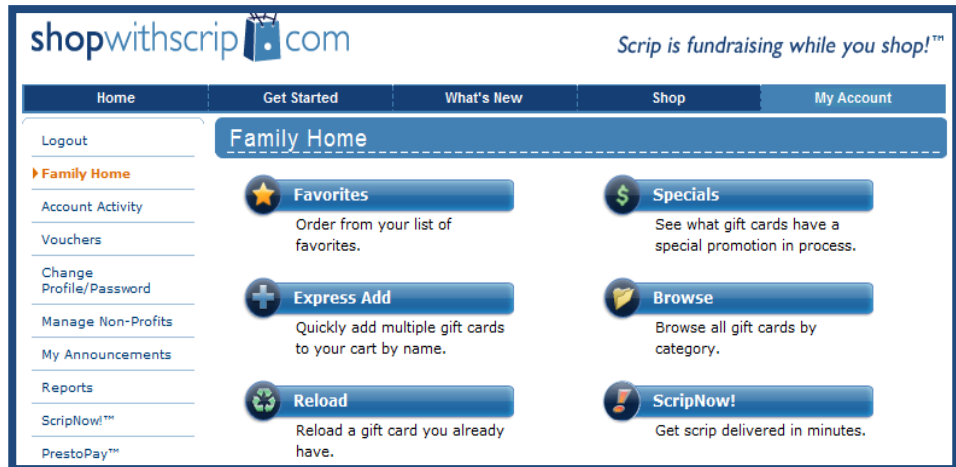 shopwithscrip.com
Scrip is fundraising while you shop!™
Home
Get Started
What's New
Shop
My Account
Logout
Family Home
Account Activity
Vouchers
Change
Profile/Password
Manage Non-Profits
My Announcements
Reports
ScripNow!™
PrestoPay™
Family Home
Favorites
Order from your list of
favorites.
Specials
See what gift cards have a
special promotion in process.
Express Add
Quickly add multiple gift cards
to your cart by name.
Browse
Browse all gift cards by
category.
Reload
Reload a gift card you already
have.
ScripNow!
Get scrip delivered in minutes.